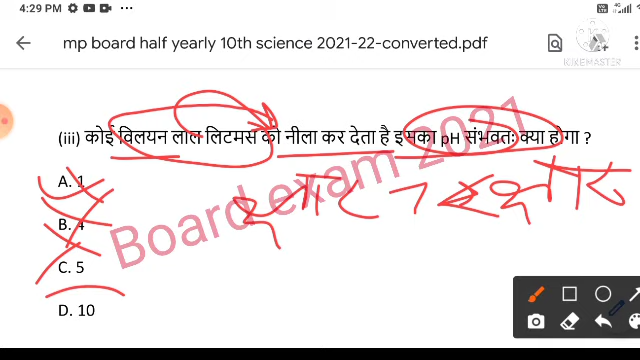 4:29 PM
mp board half yearly 10th science 2021-22-converted.pdf
KINEMASTER
(iii) कोई विलयन लाल लिटमस को नीला कर देता है इसका pH संभवतः क्या होगा ?
A. 1
B. 4
C. 5
D. 10
Board exam 2021